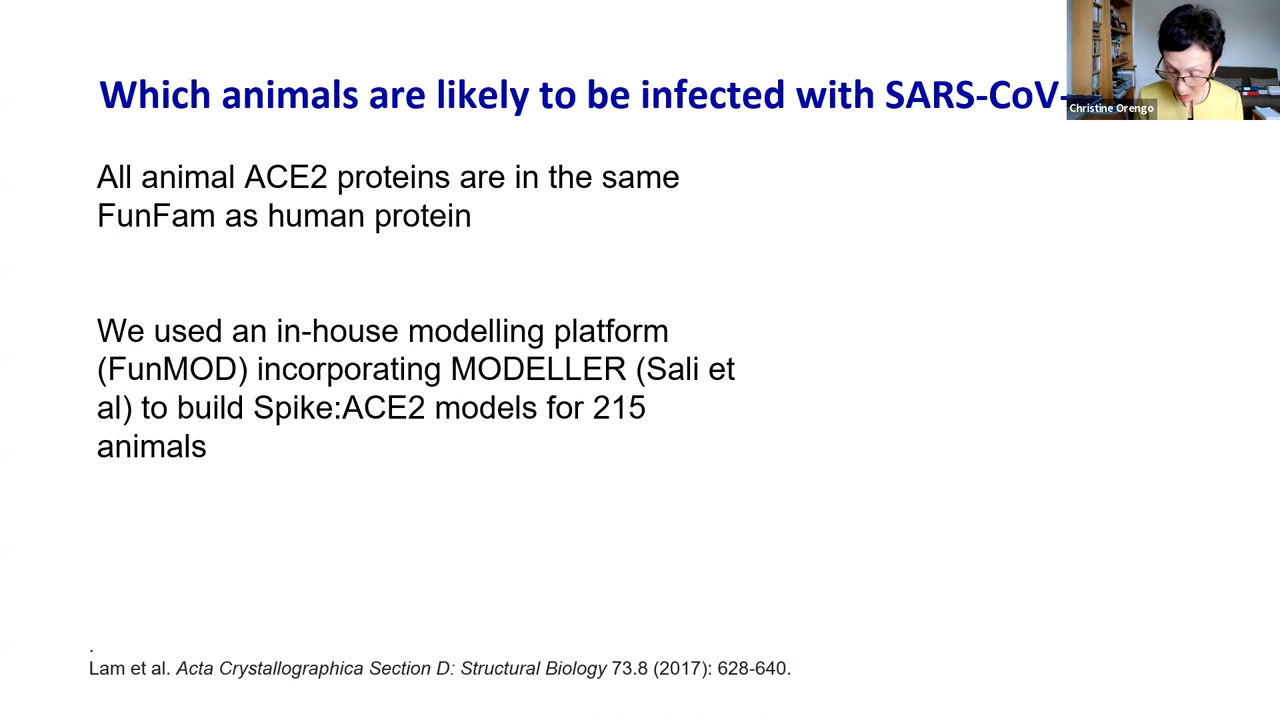 Which animals are likely to be infected with SARS-CoV-
Christine Orengo
All animal ACE2 proteins are in the same
FunFam as human protein
We used an in-house modelling platform
(FunMOD) incorporating MODELLER (Sali et
al) to build Spike:ACE2 models for 215
animals
.
Lam et al. Acta Crystallographica Section D: Structural Biology 73.8 (2017): 628-640.